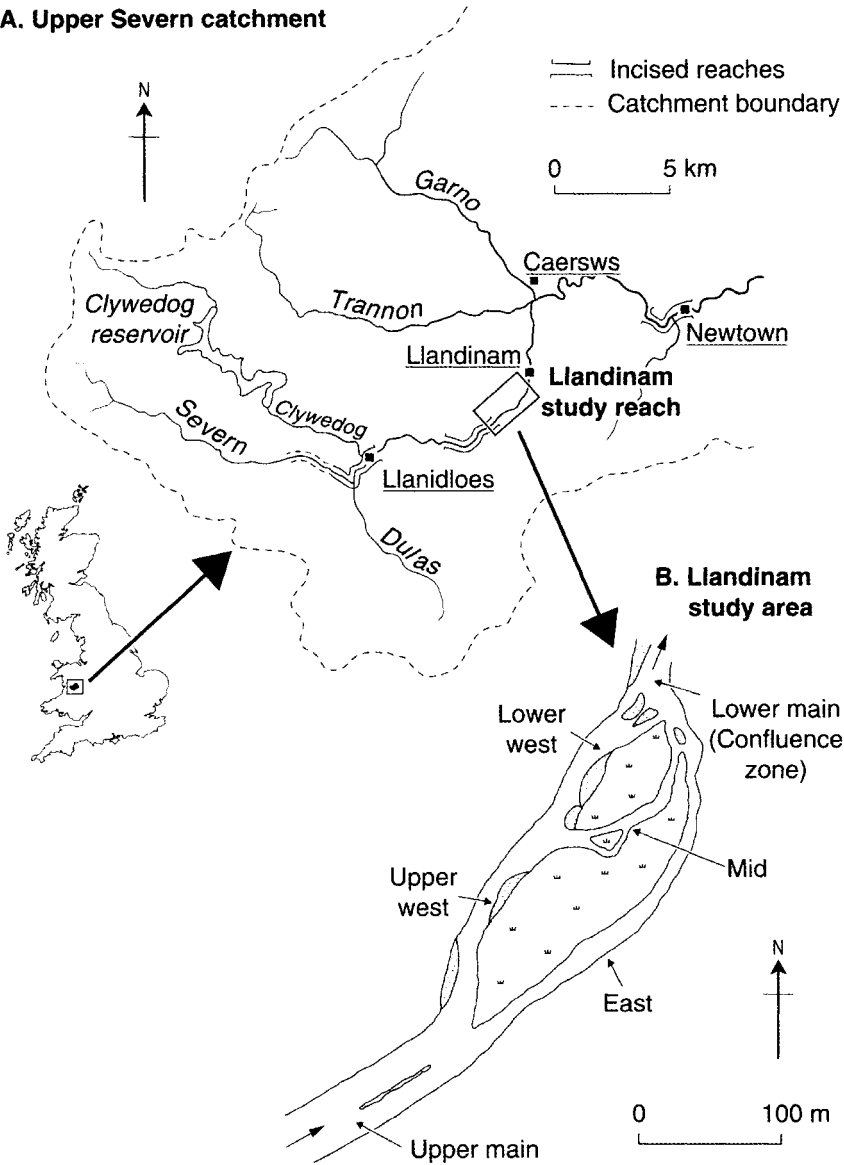 A. Upper Severn catchment
Incised reaches
Catchment boundary
N
0 5 km
Garno
Caersws
Trannon
Clywedog
reservoir
Newtown
Llandinam
Llandinam
study reach
Clywedog
Severn
Llanidloes
Dulas
B. Llandinam
study area
Lower
west
Lower main
(Confluence
zone)
Mid
Upper
west
N
East
0 100 m
Upper main